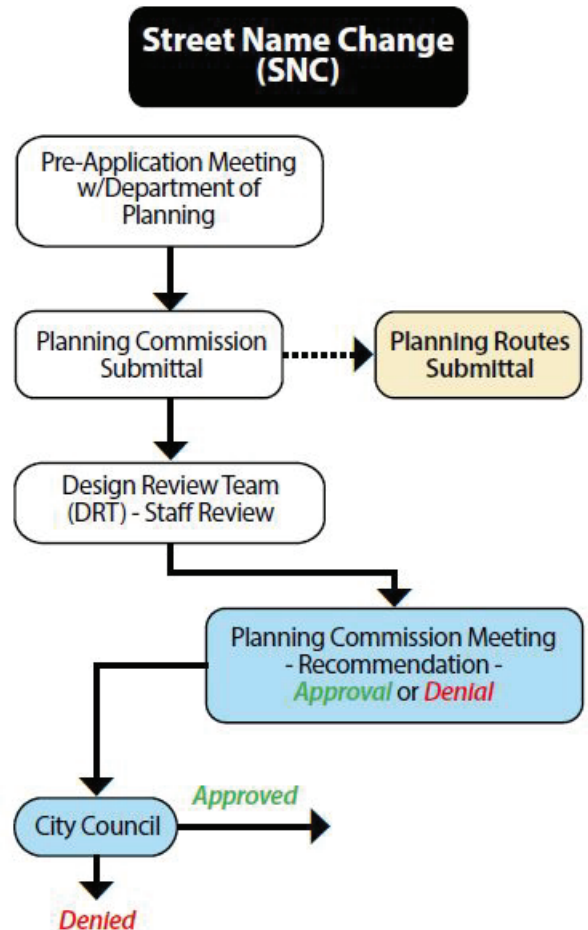 Street Name Change
(SNC)
Pre-Application Meeting
w/Department of
Planning
Planning Commission
Submittal
Planning Routes
Submittal
Design Review Team
(DRT) - Staff Review
Planning Commission Meeting
- Recommendation -
Approval or Denial
City Council
Approved
Denied